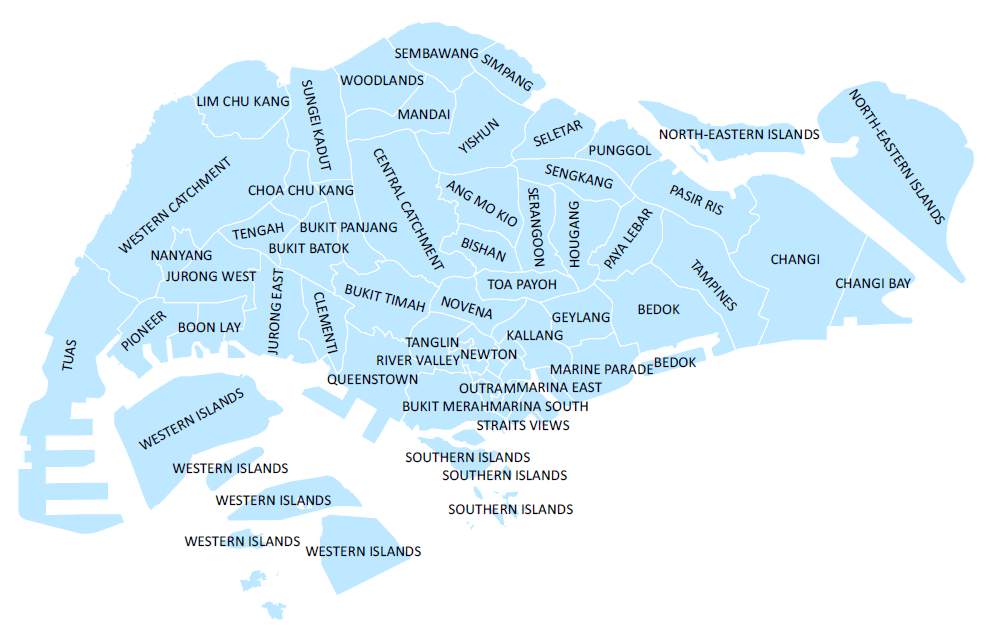 SEMBAWANG
SIMPANG
WOODLANDS
LIM CHU KANG
SUNGEI KADUT
MANDAI
YISHUN
SELETAR
PUNGGOL
NORTH-EASTERN ISLANDS
NORTH-EASTERN ISLANDS
WESTERN CATCHMENT
CHOA CHU KANG
CENTRAL CATCHMENT
ANG MO KIO
SENGKANG
SERANGOON
HOUGANG
PASIR RIS
PAYA LEBAR
TENGAH
BUKIT PANJANG
BUKIT BATOK
BISHAN
NANYANG
JURONG WEST
TOA PAYOH
TAMPINES
CHANGI
CHANGI BAY
JURONG EAST
CLEMENTI
BUKIT TIMAH
NOVENA
GEYLANG
BEDOK
PIONEER
BOON LAY
KALLANG
TUAS
TANGLIN
RIVER VALLEY
NEWTON
MARINE PARADE
BEDOK
QUEENSTOWN
OUTRAM
MARINA EAST
BUKIT MERAH
MARINA SOUTH
STRAITS VIEWS
WESTERN ISLANDS
SOUTHERN ISLANDS
WESTERN ISLANDS
SOUTHERN ISLANDS
WESTERN ISLANDS
SOUTHERN ISLANDS
WESTERN ISLANDS
WESTERN ISLANDS